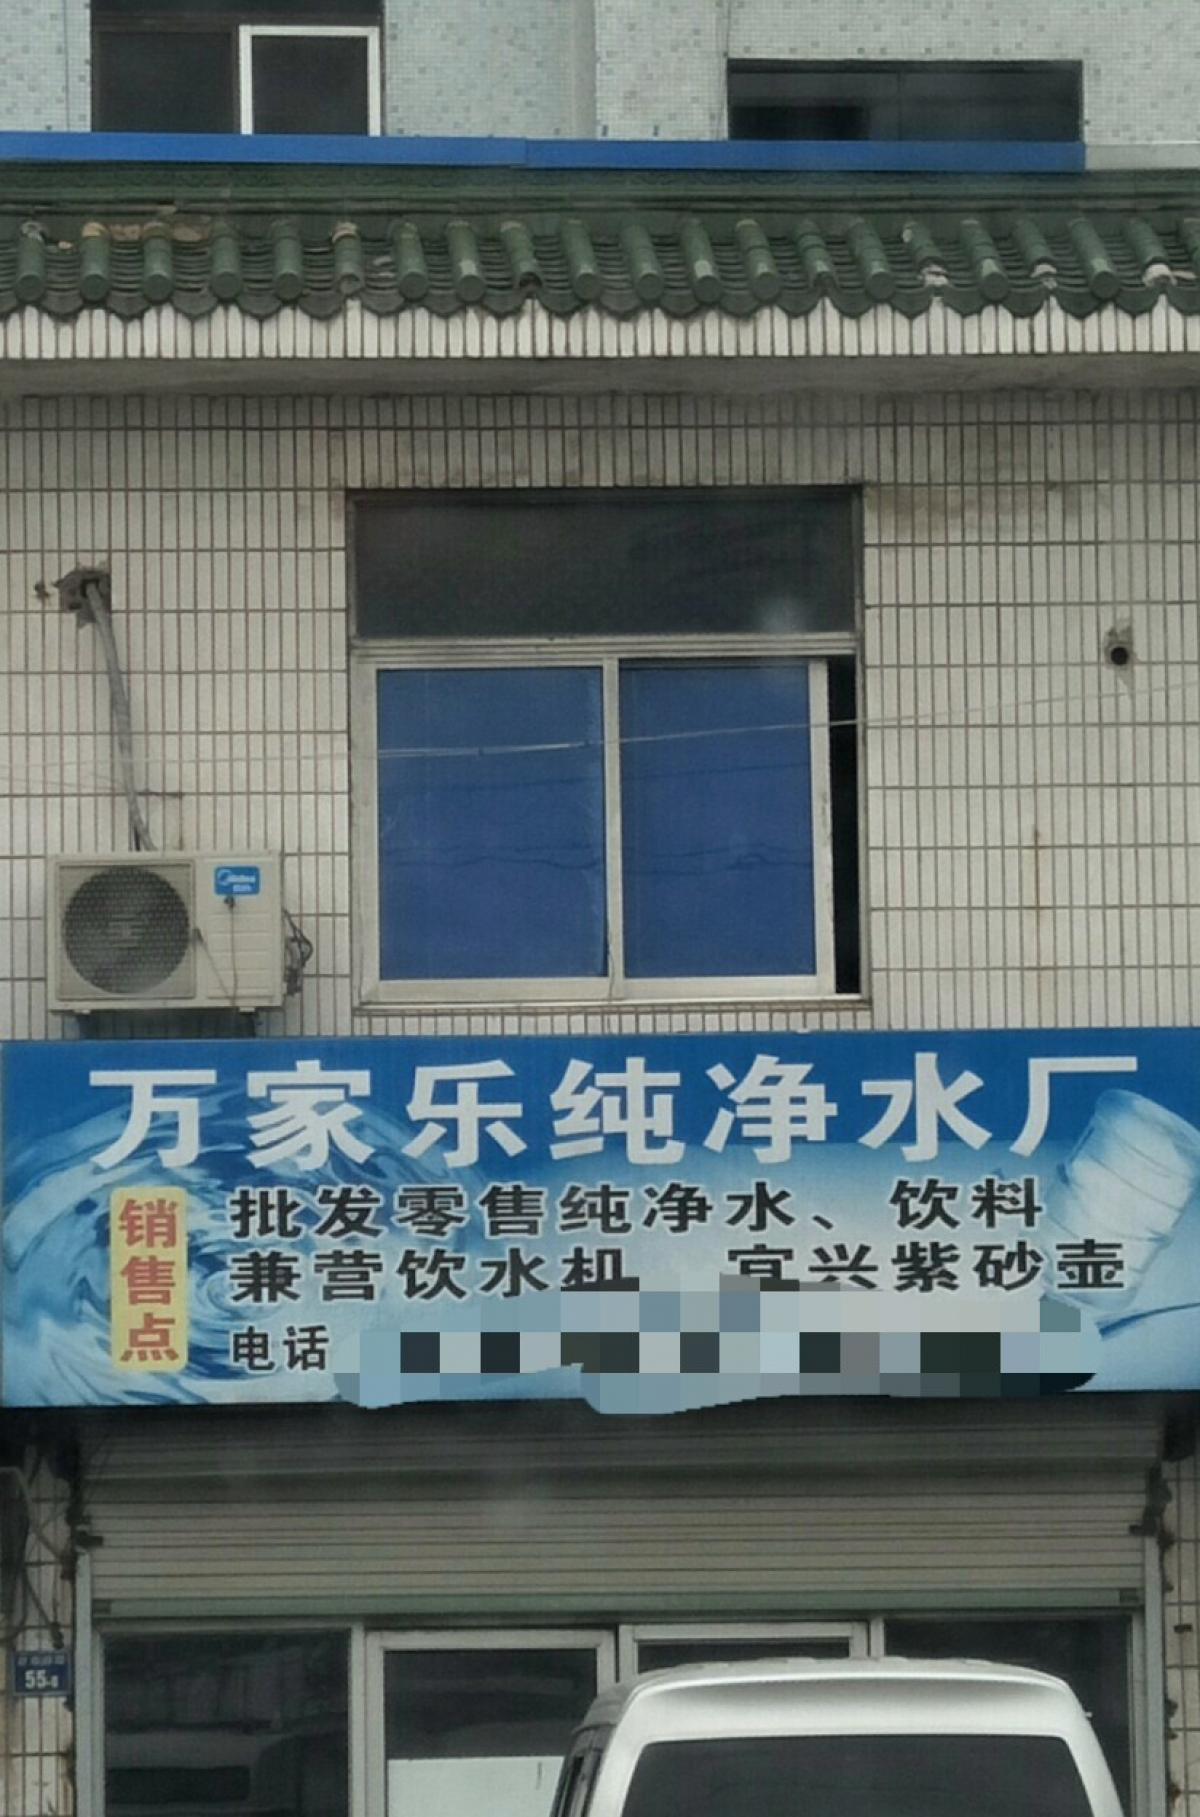 Midea
万家乐纯净水厂
销售点
批发零售纯净水、饮料
兼营饮水机 宜兴紫砂壶
电话
55